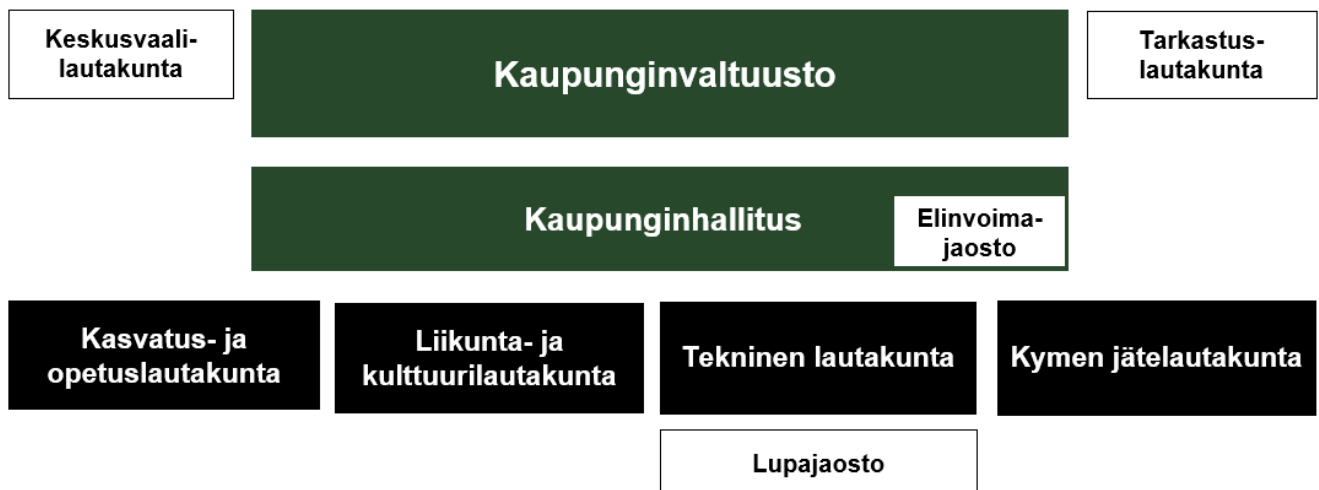 Keskusvaali-
lautakunta
Kaupunginvaltuusto
Tarkastus-
lautakunta
Kaupunginhallitus
Elinvoima-
jaosto
Kasvatus- ja
opetuslautakunta
Liikunta- ja
kulttuurilautakunta
Tekninen lautakunta
Kymen jätelautakunta
Lupajaosto